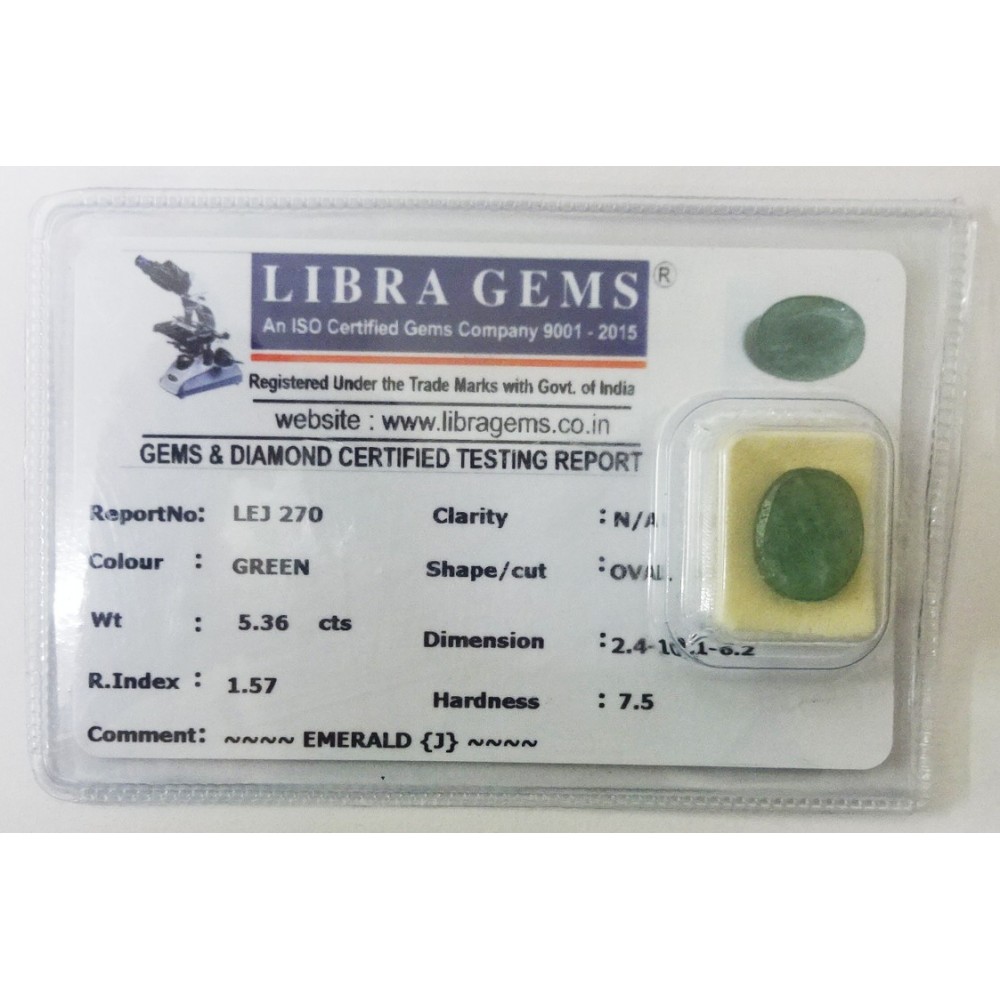 LIBRA GEMS ®
An ISO Certified Gems Company 9001 - 2015
Registered Under the Trade Marks with Govt. of India
website : www.libragems.co.in
GEMS & DIAMOND CERTIFIED TESTING REPORT
ReportNo: LEJ 270
Clarity : N/A
Colour : GREEN
Shape/cut : OVAL
Wt : 5.36 cts
Dimension :
R.Index : 1.57
Hardness : 7.5
Comment: ~~~~ EMERALD {J} ~~~~